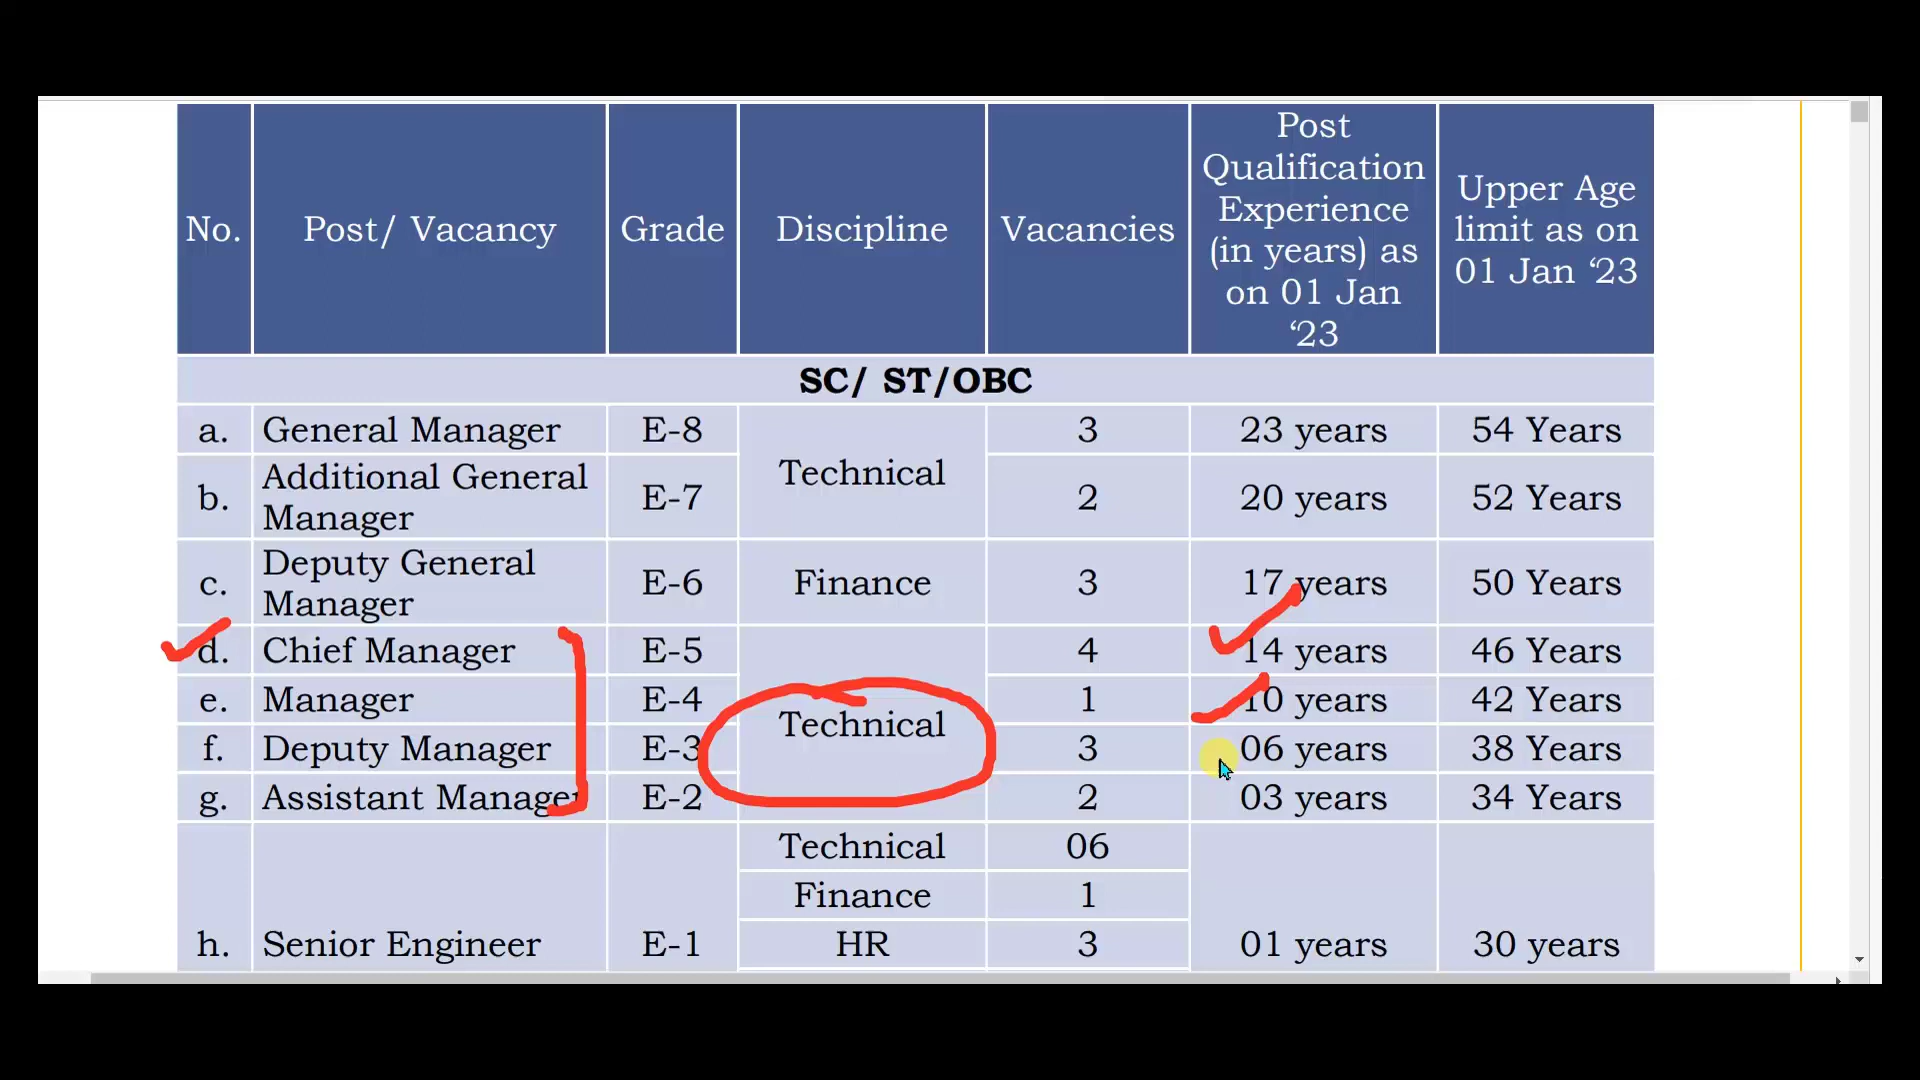 No.
Post/ Vacancy
Grade
Discipline
Vacancies
Post
Qualification
Experience
(in years) as
on 01 Jan
‘23
Upper Age
limit as on
01 Jan ‘23
SC/ ST/OBC
a. General Manager E-8 Technical 3 23 years 54 Years
b. Additional General
Manager E-7 2 20 years 52 Years
c. Deputy General
Manager E-6 Finance 3 17 years 50 Years
d. Chief Manager E-5 Technical 4 14 years 46 Years
e. Manager E-4 1 10 years 42 Years
f. Deputy Manager E-3 3 06 years 38 Years
g. Assistant Manager E-2 2 03 years 34 Years
Technical 06
Finance 1
h. Senior Engineer E-1 HR 3 01 years 30 years